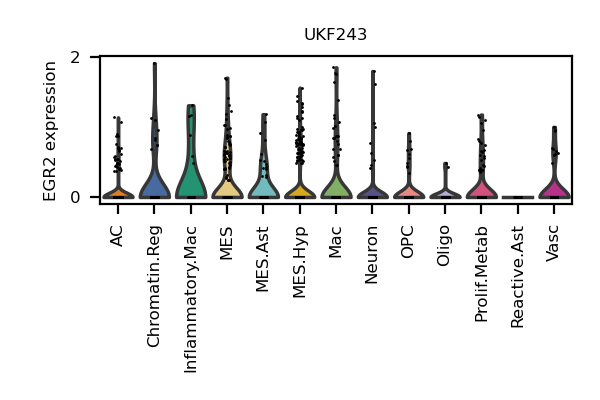 UKF243
EGR2 expression
2
0
AC
Chromatin.Reg
Inflammatory.Mac
MES
MES.Ast
MES.Hyp
Mac
Neuron
OPC
Oligo
Prolif.Metab
Reactive.Ast
Vasc